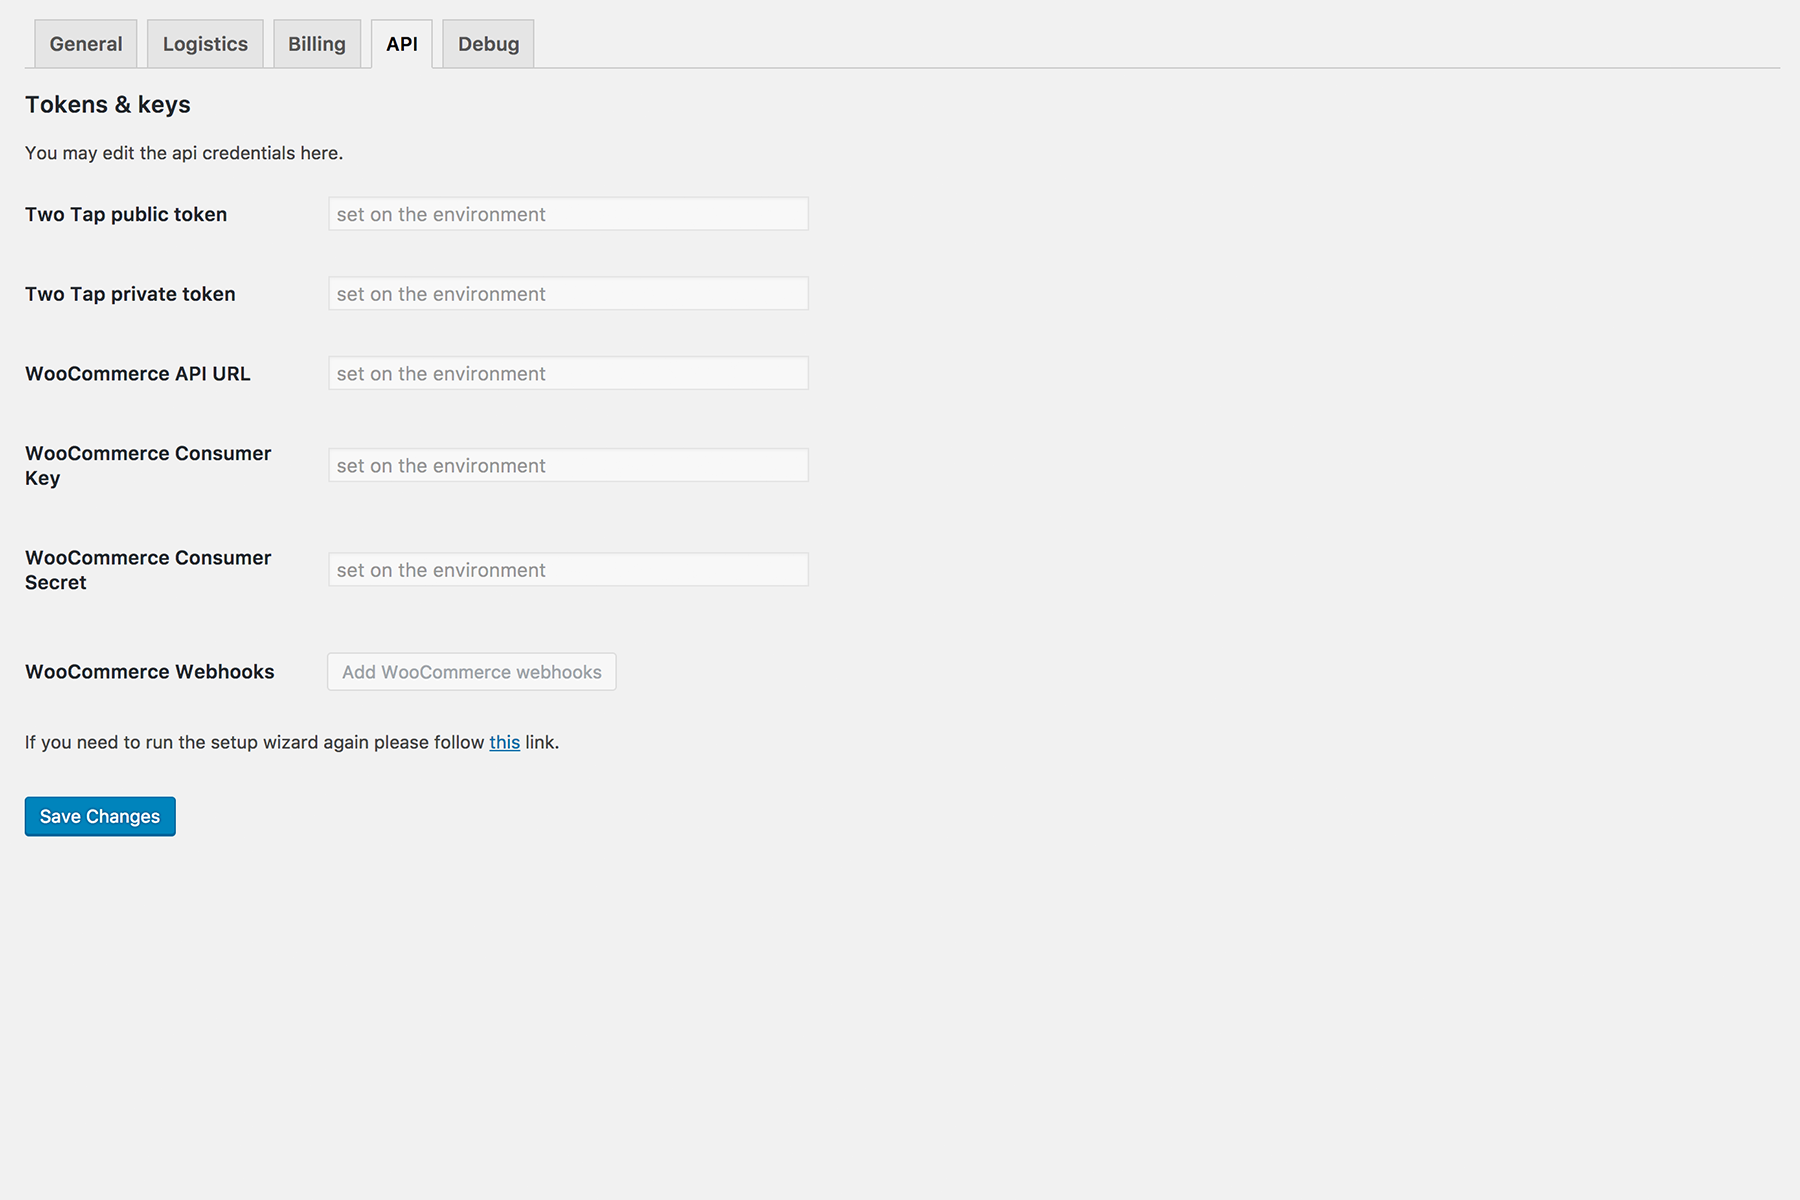 General Logistics Billing API Debug
Tokens & keys
You may edit the api credentials here.
Two Tap public token set on the environment
Two Tap private token set on the environment
WooCommerce API URL set on the environment
WooCommerce Consumer
Key
set on the environment
WooCommerce Consumer
Secret
set on the environment
WooCommerce Webhooks Add WooCommerce webhooks
If you need to run the setup wizard again please follow this link.
Save Changes